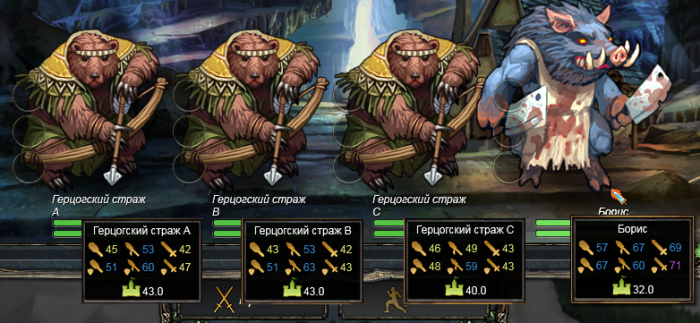 Герцогский страж
A
Герцогский страж
B
Герцогский страж
C
Борис
Герцогский страж A
45 53 42
51 60 47
43.0
Герцогский страж B
43 53 42
51 63 43
43.0
Герцогский страж C
46 49 43
48 59 43
40.0
Борис
57 67 69
67 60 71
32.0